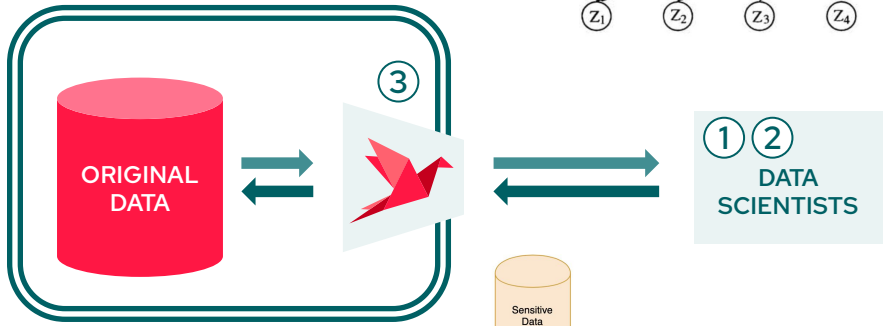 Z1 Z2 Z3 Z4
3
ORIGINAL
DATA
1 2
DATA
SCIENTISTS
Sensitive
Data